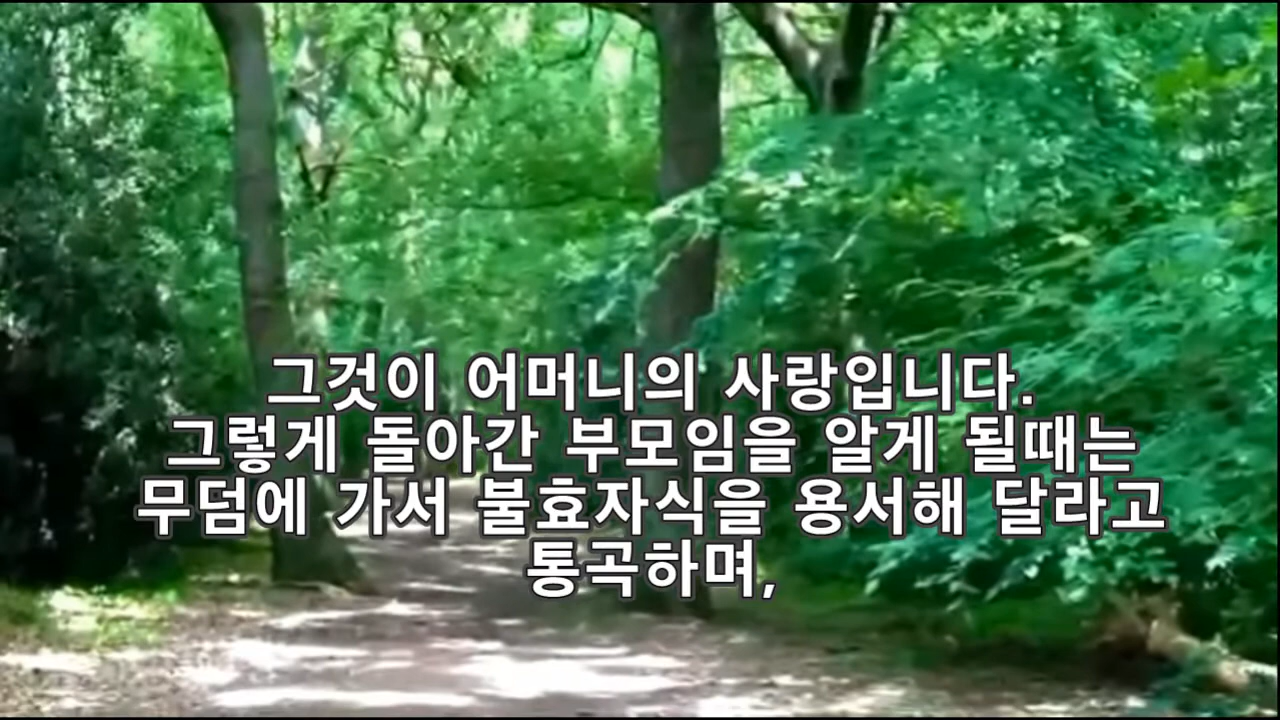 그것이 어머니의 사랑입니다.
그렇게 돌아간 부모임을 알게 될때는
무덤에 가서 불효자식을 용서해 달라고
통곡하며,